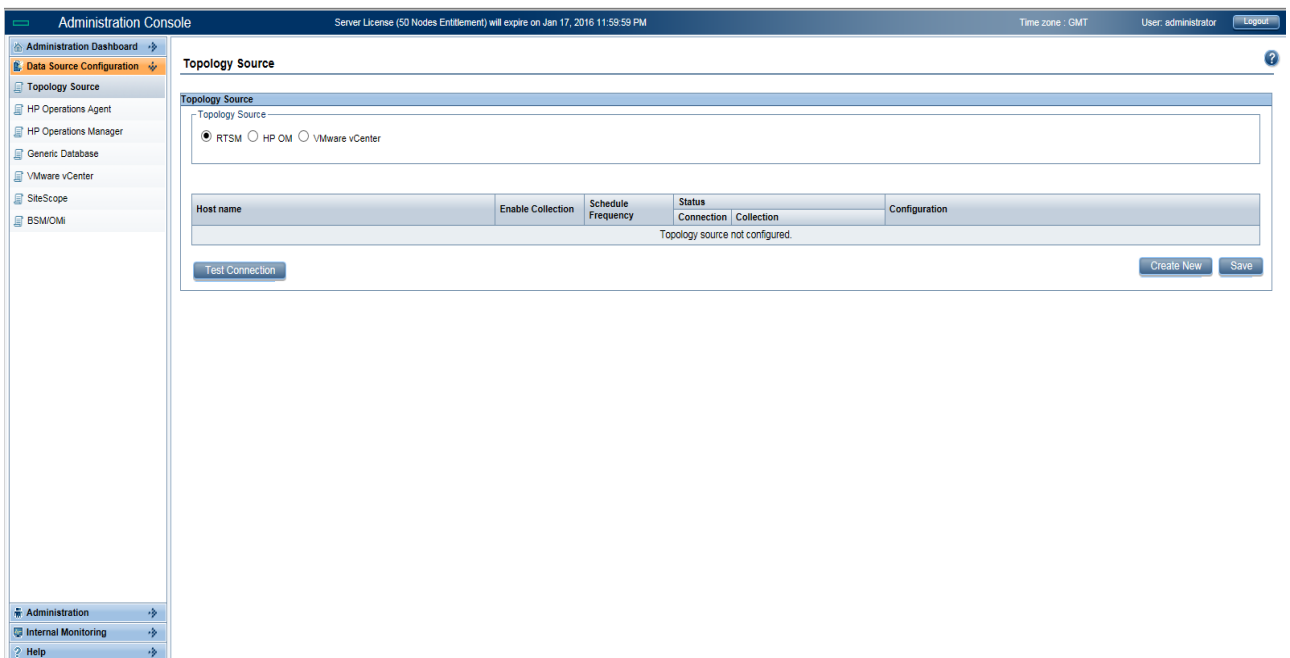 Administration Console
Server License (50 Nodes Entitlement) will expire on Jan 17, 2016 11:59:59 PM
Time zone : GMT
User: administrator
Logout
Administration Dashboard
Data Source Configuration
Topology Source
HP Operations Agent
HP Operations Manager
Generic Database
VMware vCenter
SiteScope
BSM/OMi
Administration
Internal Monitoring
? Help
Topology Source
?
Topology Source
Topology Source
RTSM HP OM VMware vCenter
Host name
Enable Collection
Schedule
Frequency
Status
Connection
Collection
Configuration
Topology source not configured.
Test Connection
Create New
Save